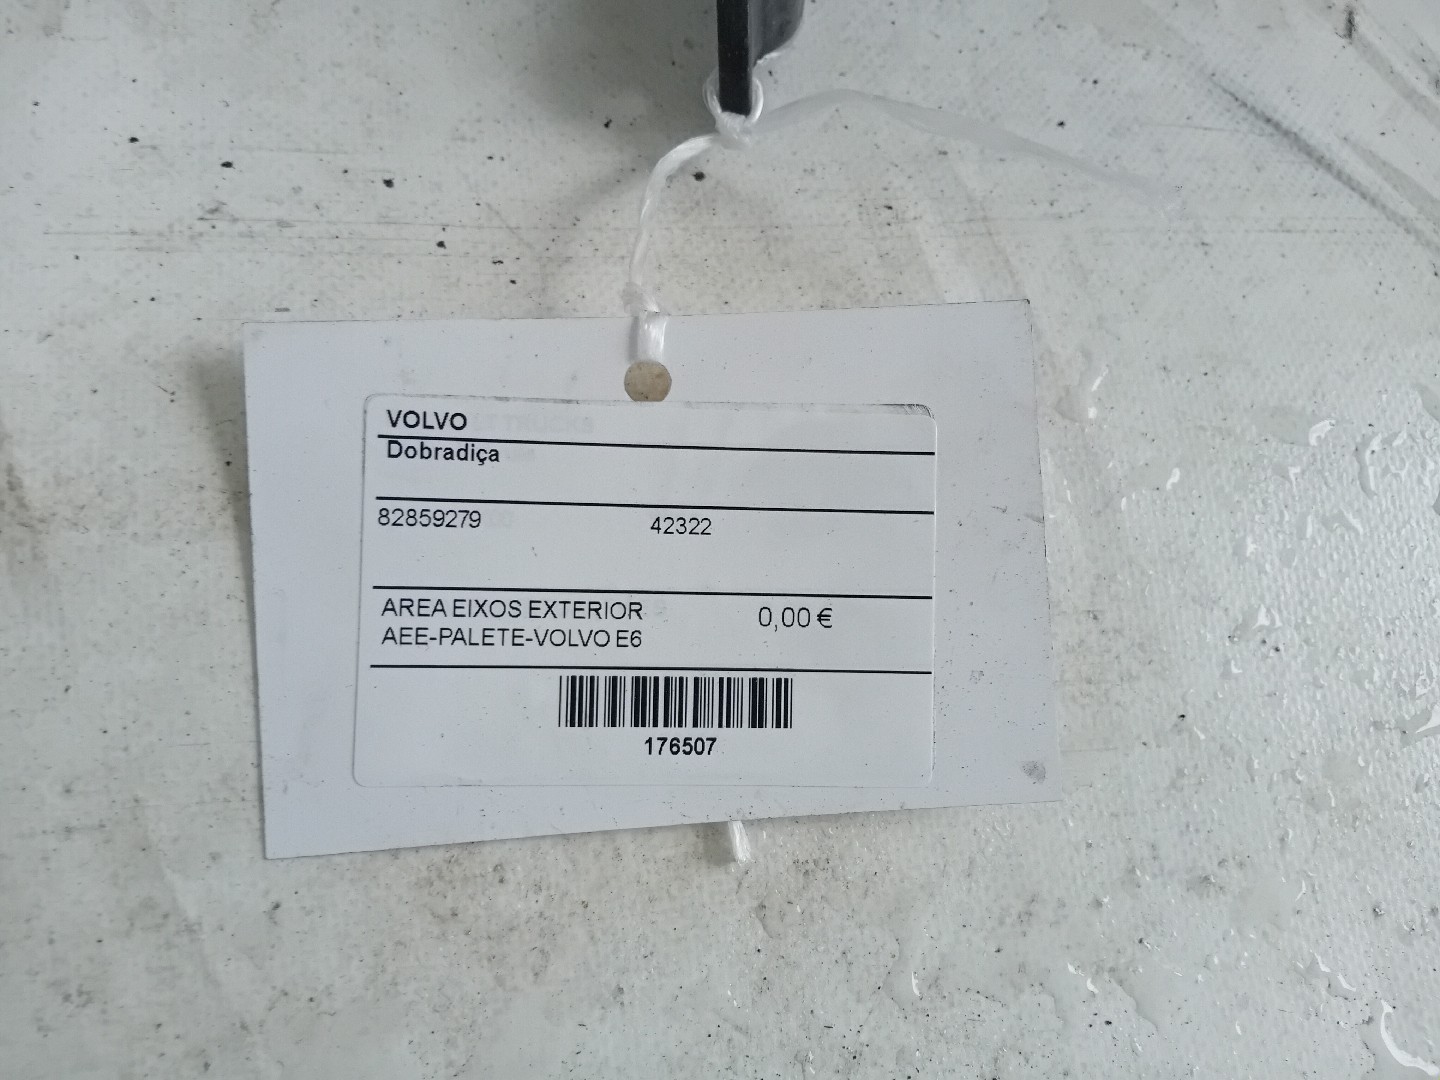 VOLVO
Dobradiça
82859279 42322
AREA EIXOS EXTERIOR 0,00 €
AEE-PALETE-VOLVO E6
176507